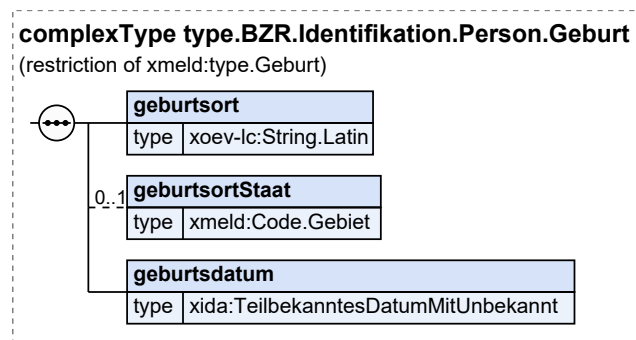 complexType type.BZR.Identifikation.Person.Geburt
(restriction of xmeld:type.Geburt)
geburtsort
type xoev-lc:String.Latin
0..1 geburtsortStaat
type xmeld:Code.Gebiet
geburtsdatum
type xida:TeilbekanntesDatumMitUnbekannt